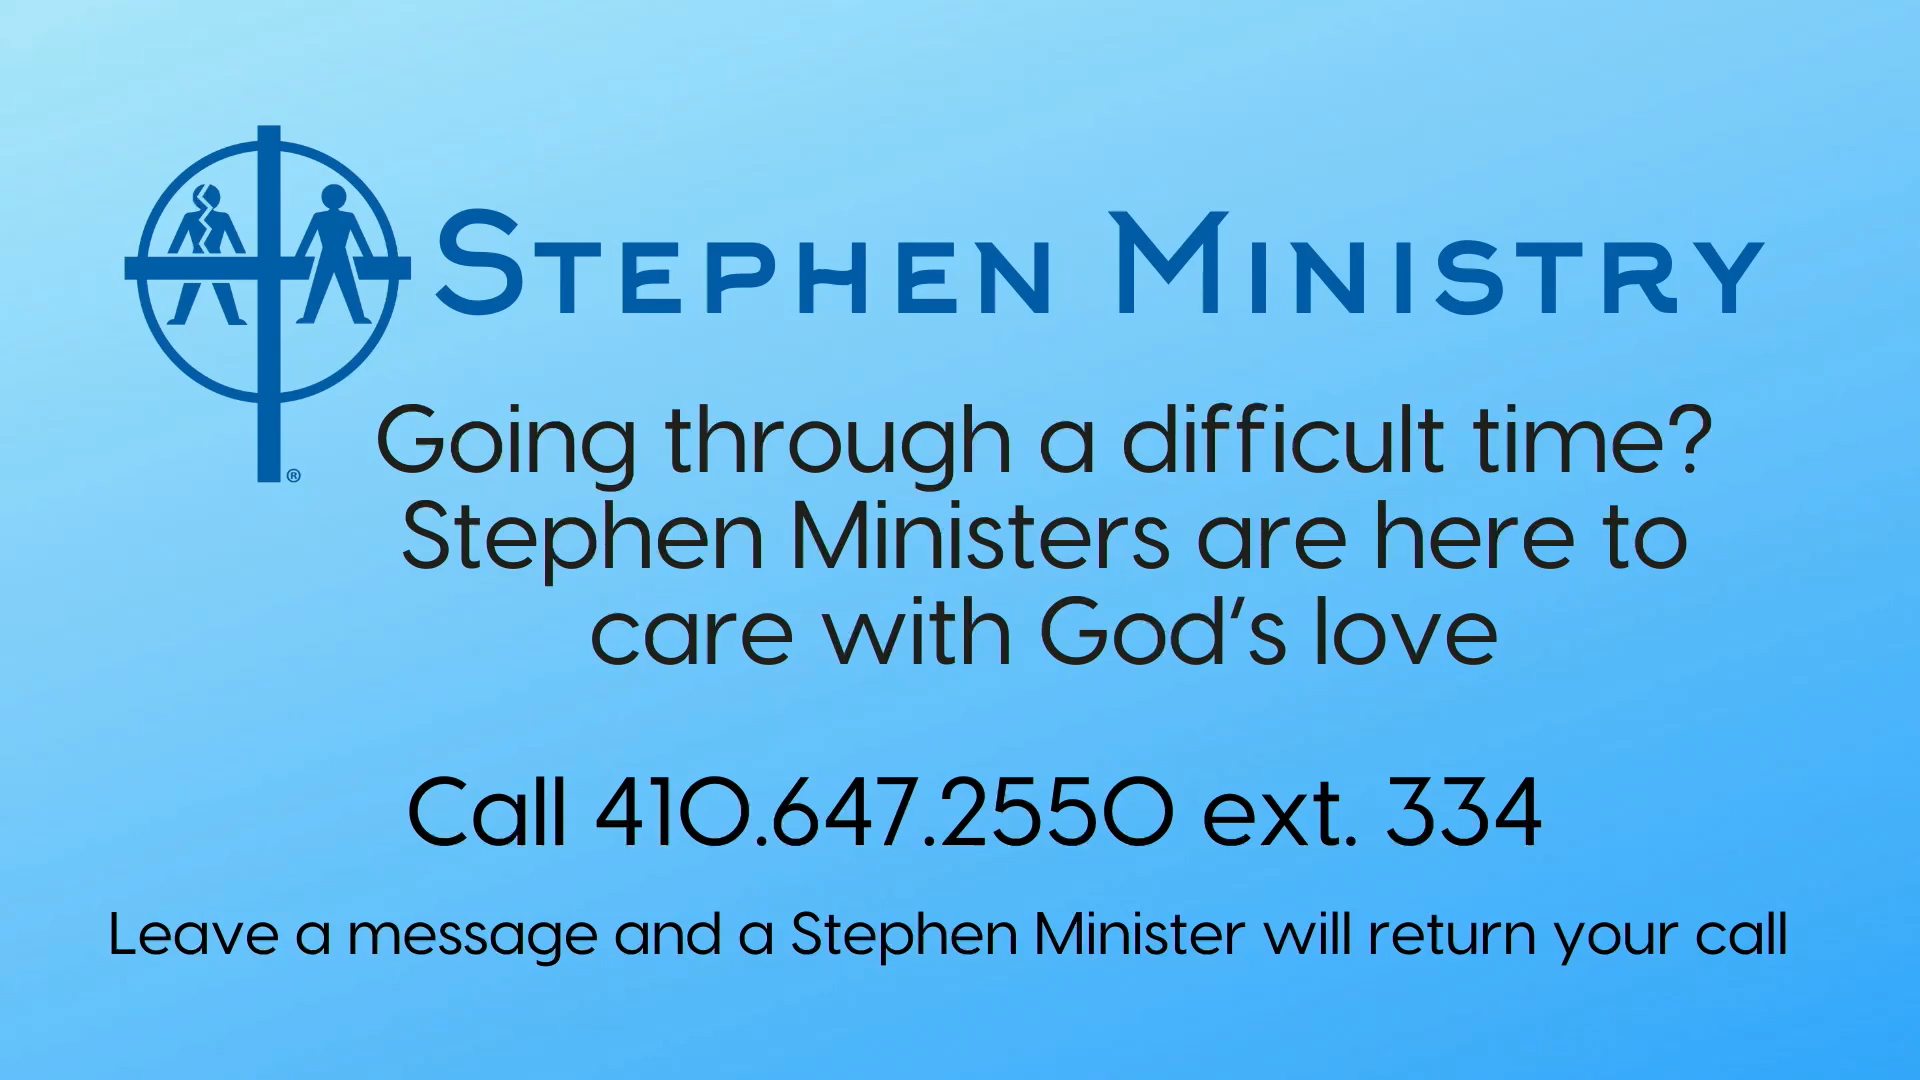 STEPHEN MINISTRY
®
Going through a difficult time?
Stephen Ministers are here to
care with God's love
Call 410.647.2550 ext. 334
Leave a message and a Stephen Minister will return your call